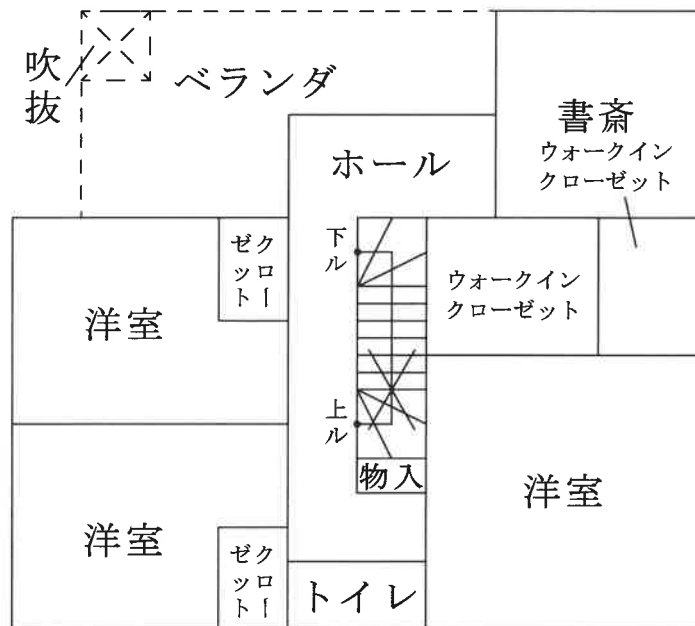 吹抜
ベランダ
書斎
ウォークイン
クローゼット
ホール
下ル
クローゼット
ウォークイン
クローゼット
洋室
上ル
物入
洋室
洋室
クローゼット
トイレ